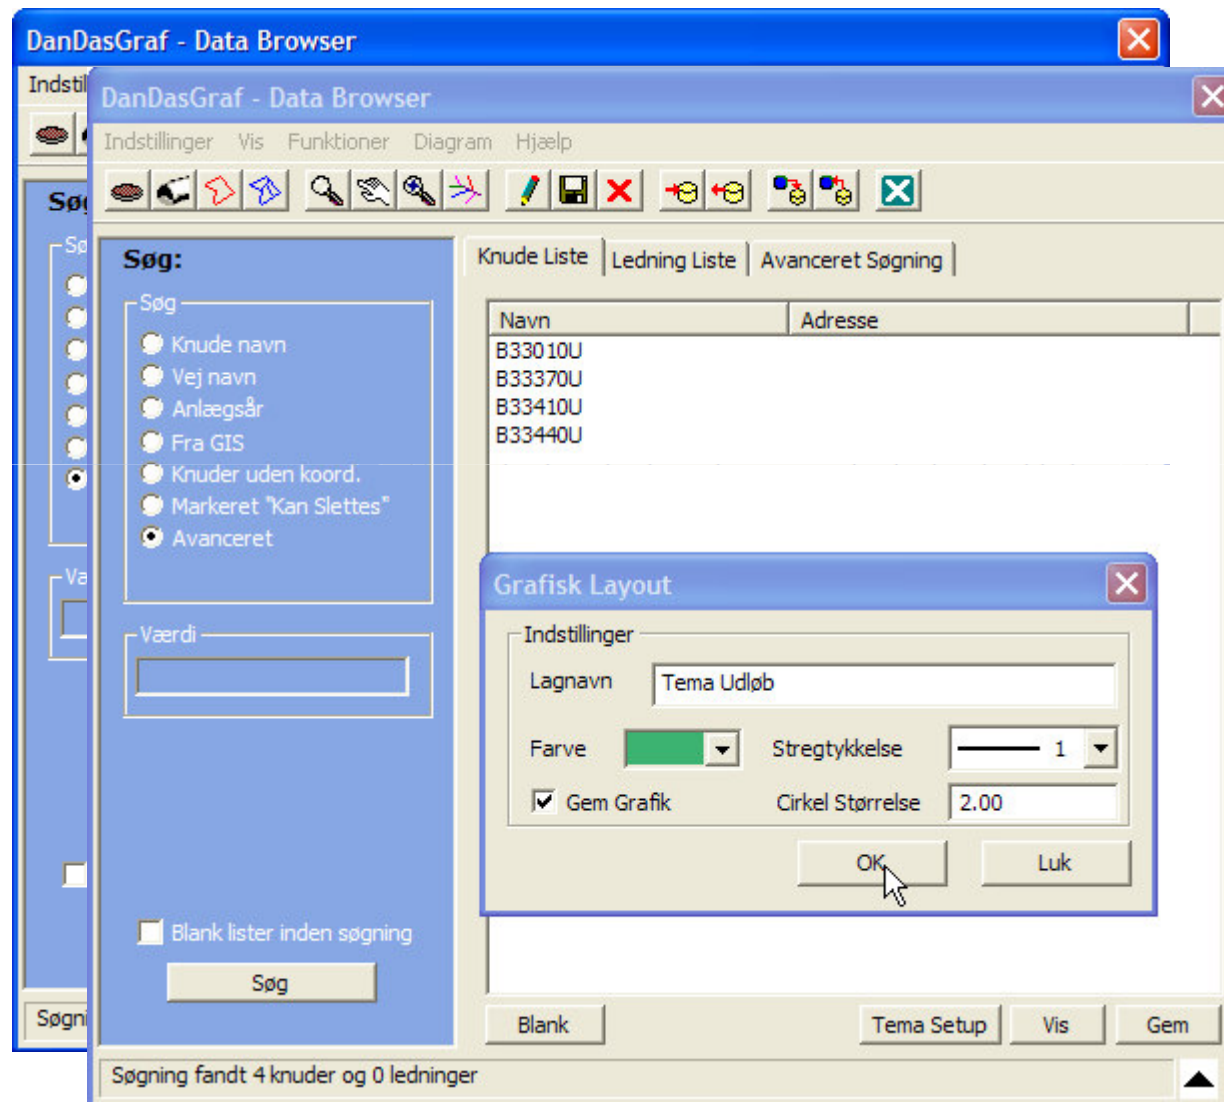 DanDasGraf - Data Browser
DanDasGraf - Data Browser
Indstillinger Vis Funktioner Diagram Hjælp
Søg:
Søg
Knude navn
Vej navn
Anlægsår
Fra GIS
Knuder uden koord.
Markeret "Kan Slettes"
Avanceret
Værdi
Blank lister inden søgning
Søg
Knude Liste Ledning Liste Avanceret Søgning
Navn Adresse
B33010U
B33370U
B33410U
B33440U
Grafisk Layout
Indstillinger
Lagnavn Tema Udløb
Farve Stregtykkelse 1
Gem Grafik Cirkel Størrelse 2.00
OK Luk
Blank Tema Setup Vis Gem
Søgning fandt 4 knuder og 0 ledninger